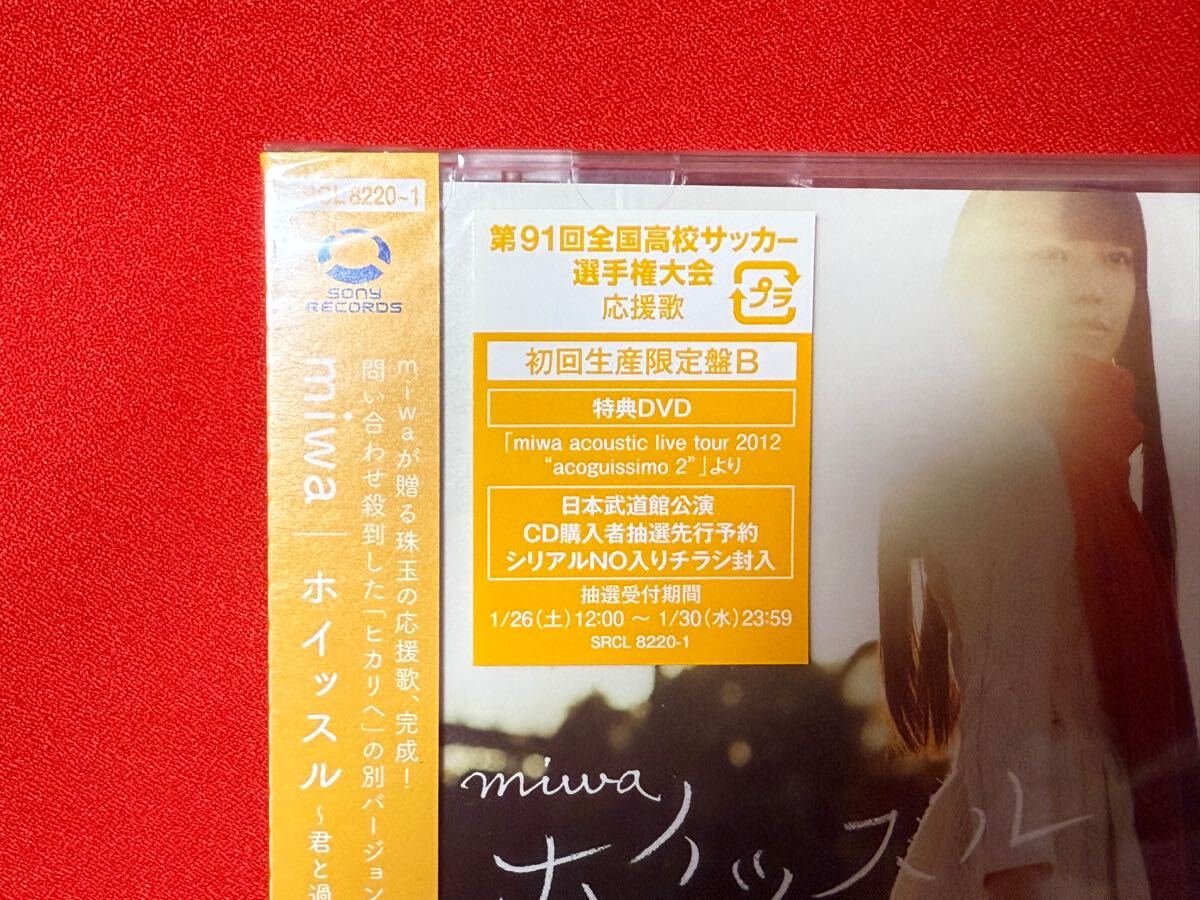 SRCL 8220~1
SONY
RECORDS
miwa
ホイッスル~君と過
miwaが贈る珠玉の応援歌、完成!
問い合わせ殺到した「ヒカリへ」の別バージョン
第91回全国高校サッカー
選手権大会
応援歌
プラ
初回生産限定盤B
特典DVD
「miwa acoustic live tour 2012
“acoguissimo 2”」より
日本武道館公演
CD購入者抽選先行予約
シリアルNO入りチラシ封入
抽選受付期間
1/26(土)12:00 ~ 1/30(水)23:59
SRCL 8220-1
miwa
ホイッスル